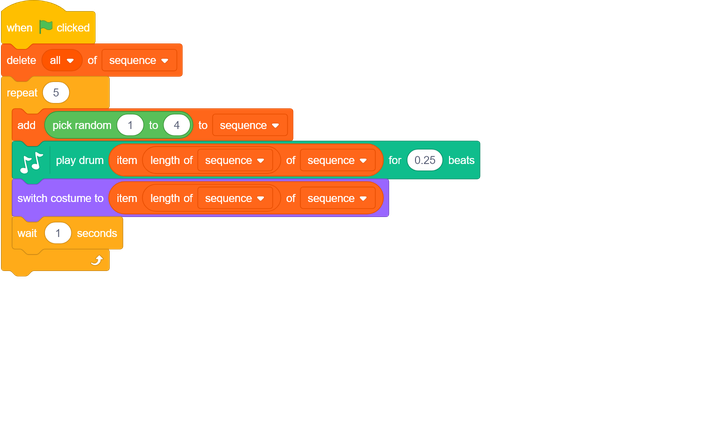 when clicked
delete all of sequence
repeat 5
add pick random 1 to 4 to sequence
play drum item length of sequence of sequence for 0.25 beats
switch costume to item length of sequence of sequence
wait 1 seconds